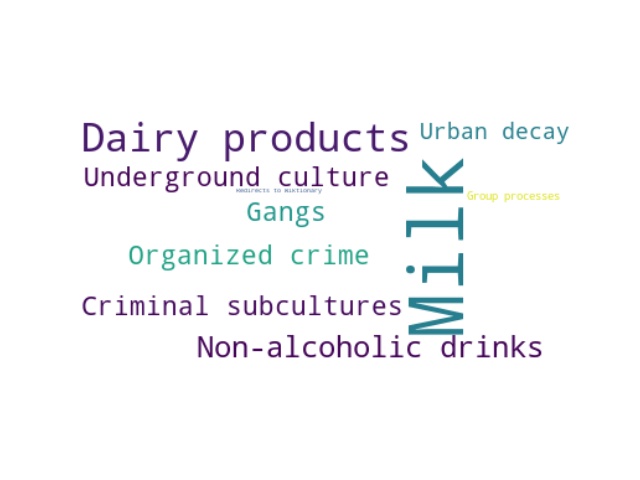 Dairy products
Urban decay
Underground culture
Redirects to Wiktionary
Group processes
Gangs
Milk
Organized crime
Criminal subcultures
Non-alcoholic drinks